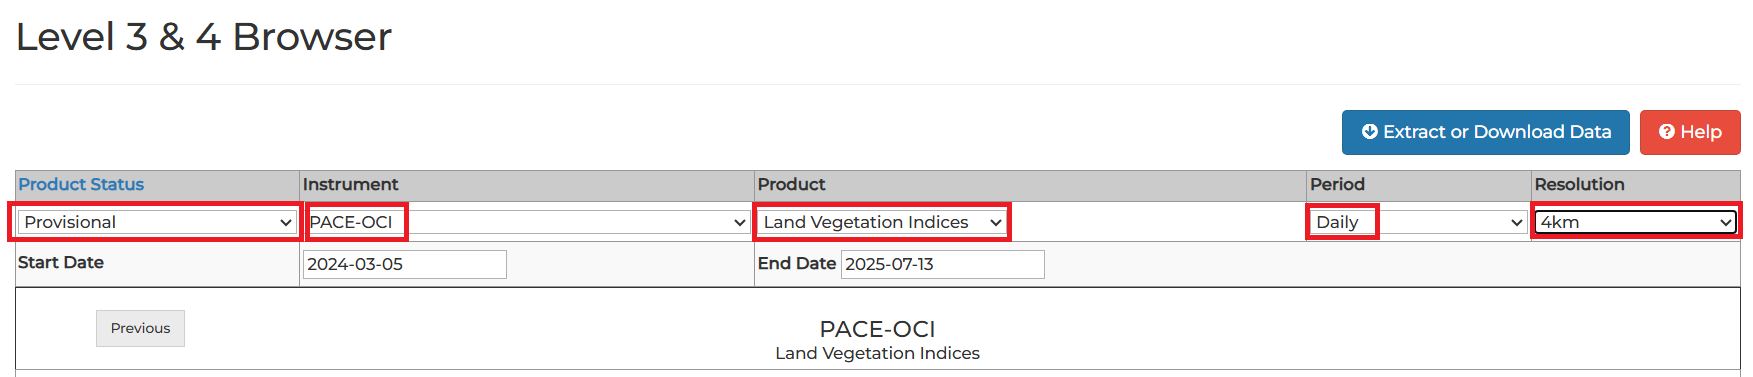 Level 3 & 4 Browser
Extract or Download Data Help
Product Status Instrument Product Period Resolution
Provisional PACE-OCI Land Vegetation Indices Daily 4km
Start Date 2024-03-05 End Date 2025-07-13
Previous
PACE-OCI
Land Vegetation Indices